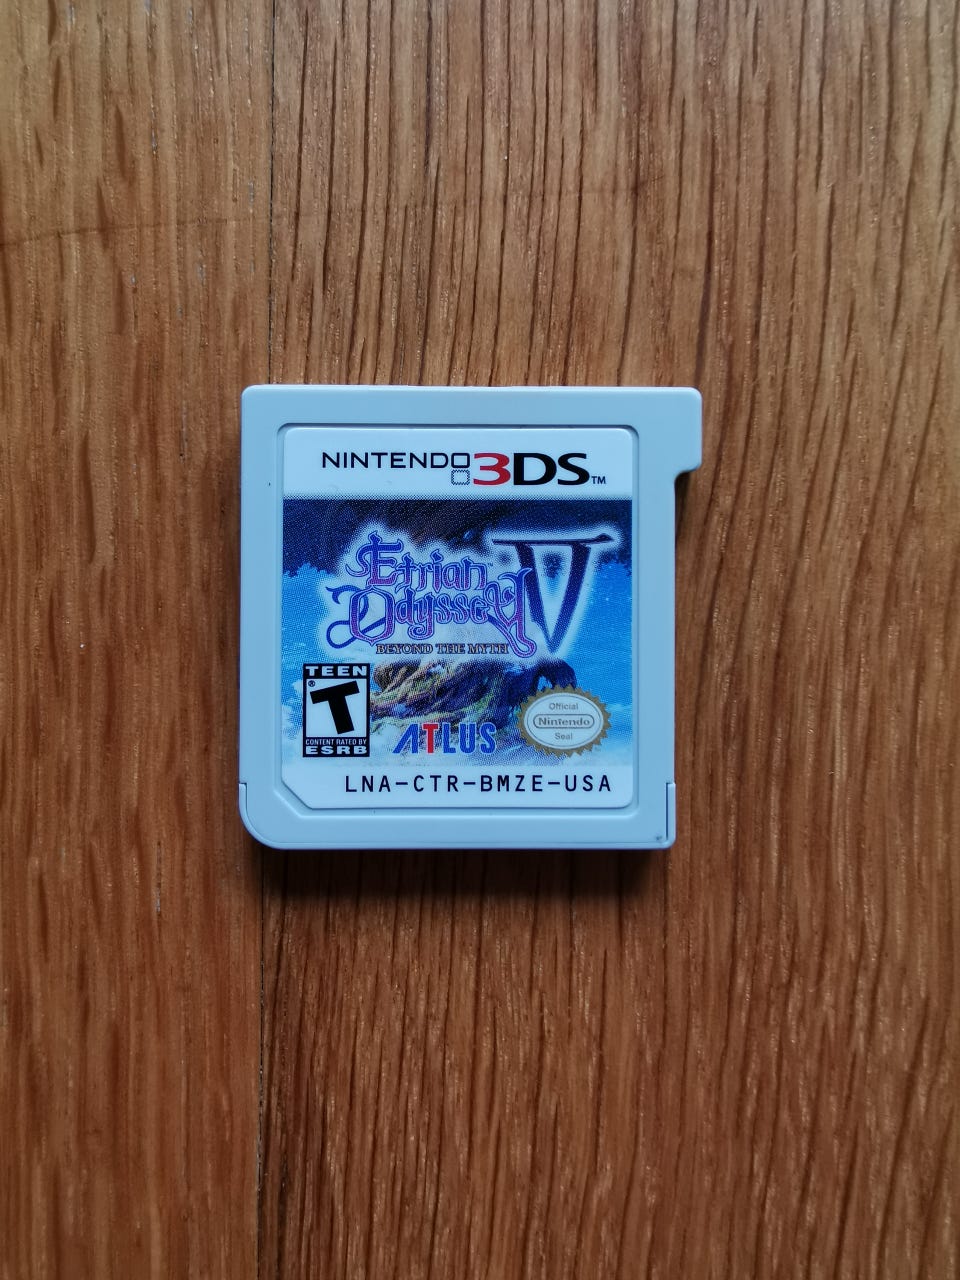 NINTENDO 3DS™
Etrian
Odyssey V
BEYOND THE MYTH
TEEN
T
®
CONTENT RATED BY
ESRB
ATLUS
Official
Nintendo
Seal
LNA-CTR-BMZE-USA